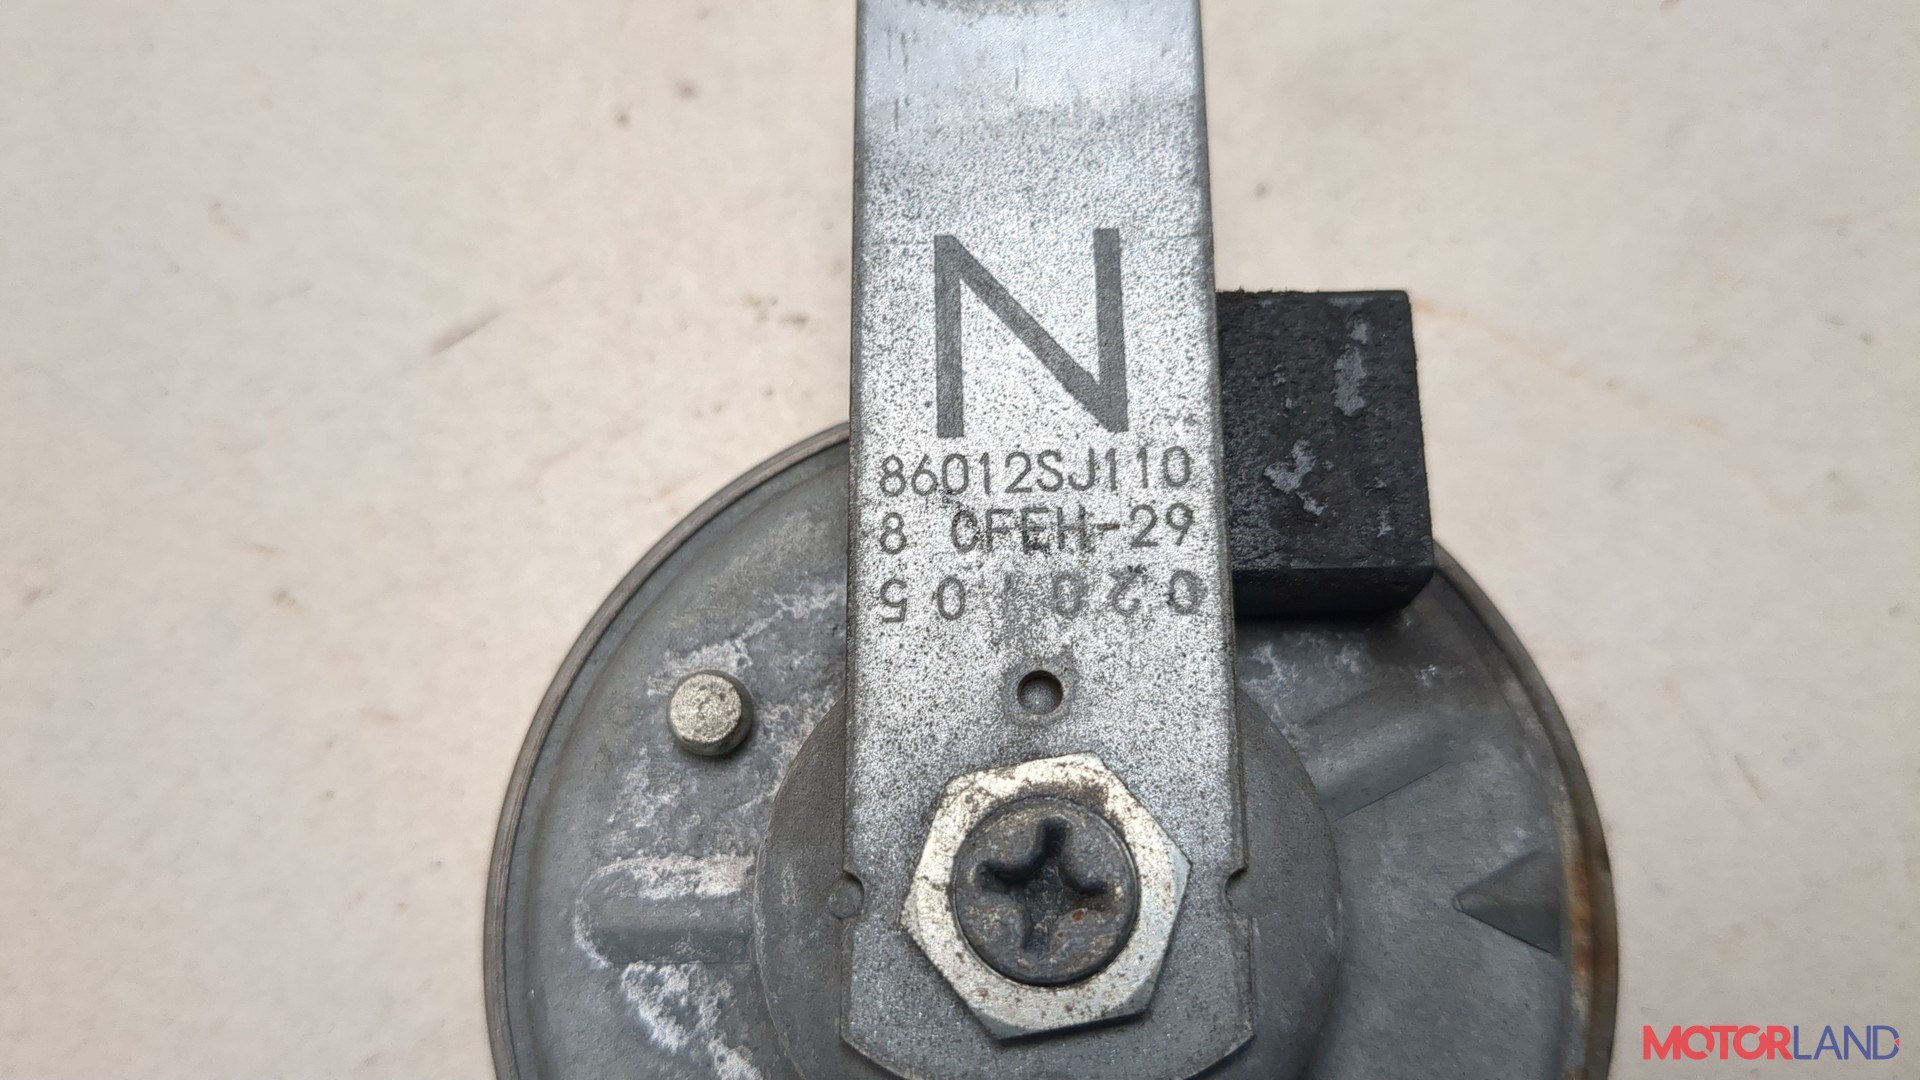 N
86012SJ110
8 CFEH-29
020105
MOTORLAND